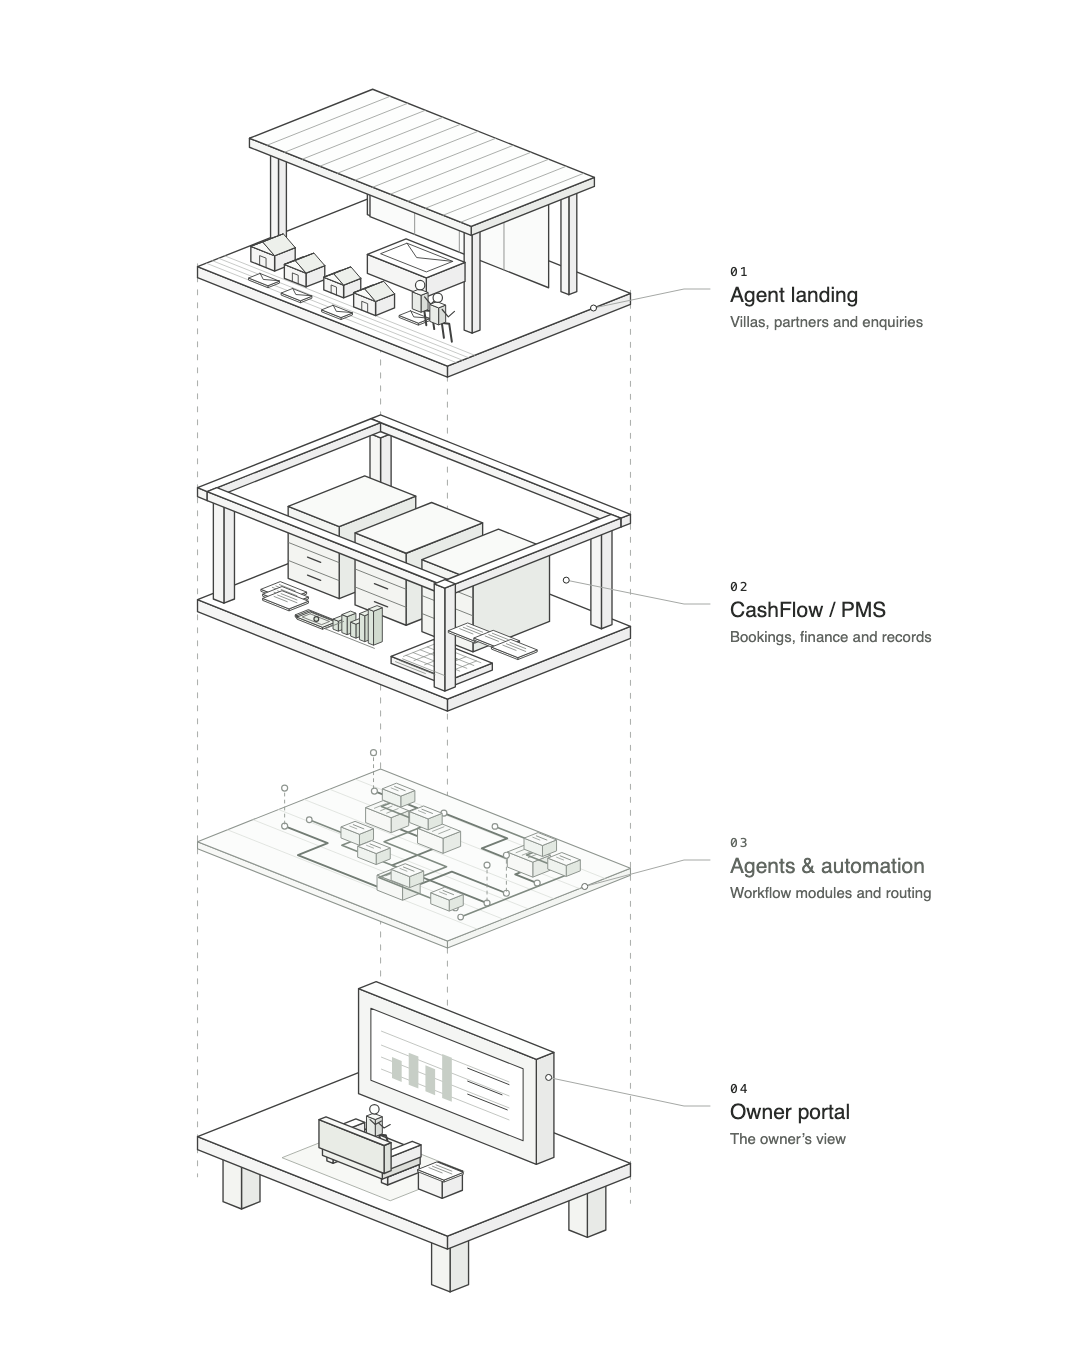 01
Agent landing
Villas, partners and enquiries
02
CashFlow / PMS
Bookings, finance and records
03
Agents & automation
Workflow modules and routing
04
Owner portal
The owner’s view